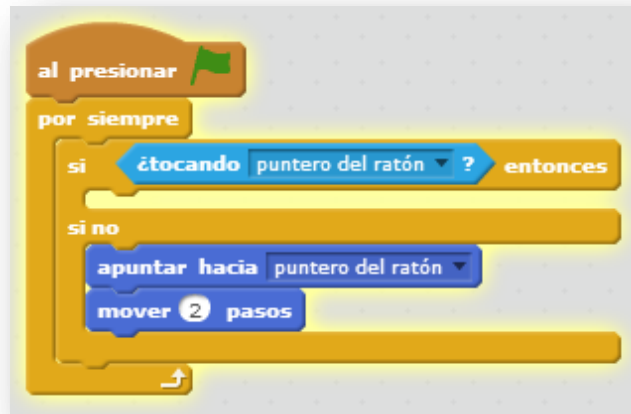 al presionar
por siempre
si ¿tocando puntero del ratón ? entonces
si no
apuntar hacia puntero del ratón
mover 2 pasos